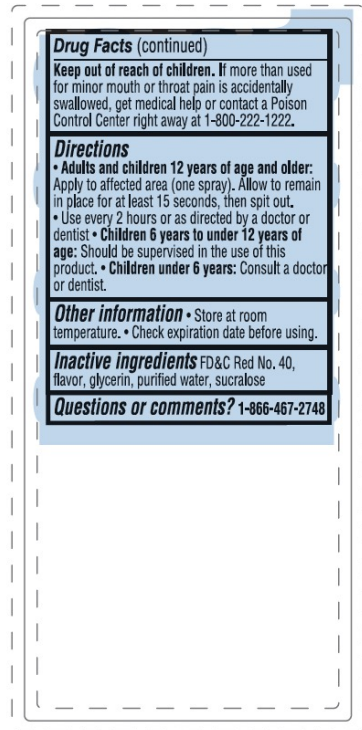 Drug Facts (continued)
Keep out of reach of children. If more than used
for minor mouth or throat pain is accidentally
swallowed, get medical help or contact a Poison
Control Center right away at 1-800-222-1222.
Directions
• Adults and children 12 years of age and older:
Apply to affected area (one spray). Allow to remain
in place for at least 15 seconds, then spit out.
• Use every 2 hours or as directed by a doctor or
dentist • Children 6 years to under 12 years of
age: Should be supervised in the use of this
product. • Children under 6 years: Consult a doctor
or dentist.
Other information • Store at room
temperature. • Check expiration date before using.
Inactive ingredients FD&C Red No. 40,
flavor, glycerin, purified water, sucralose
Questions or comments? 1-866-467-2748